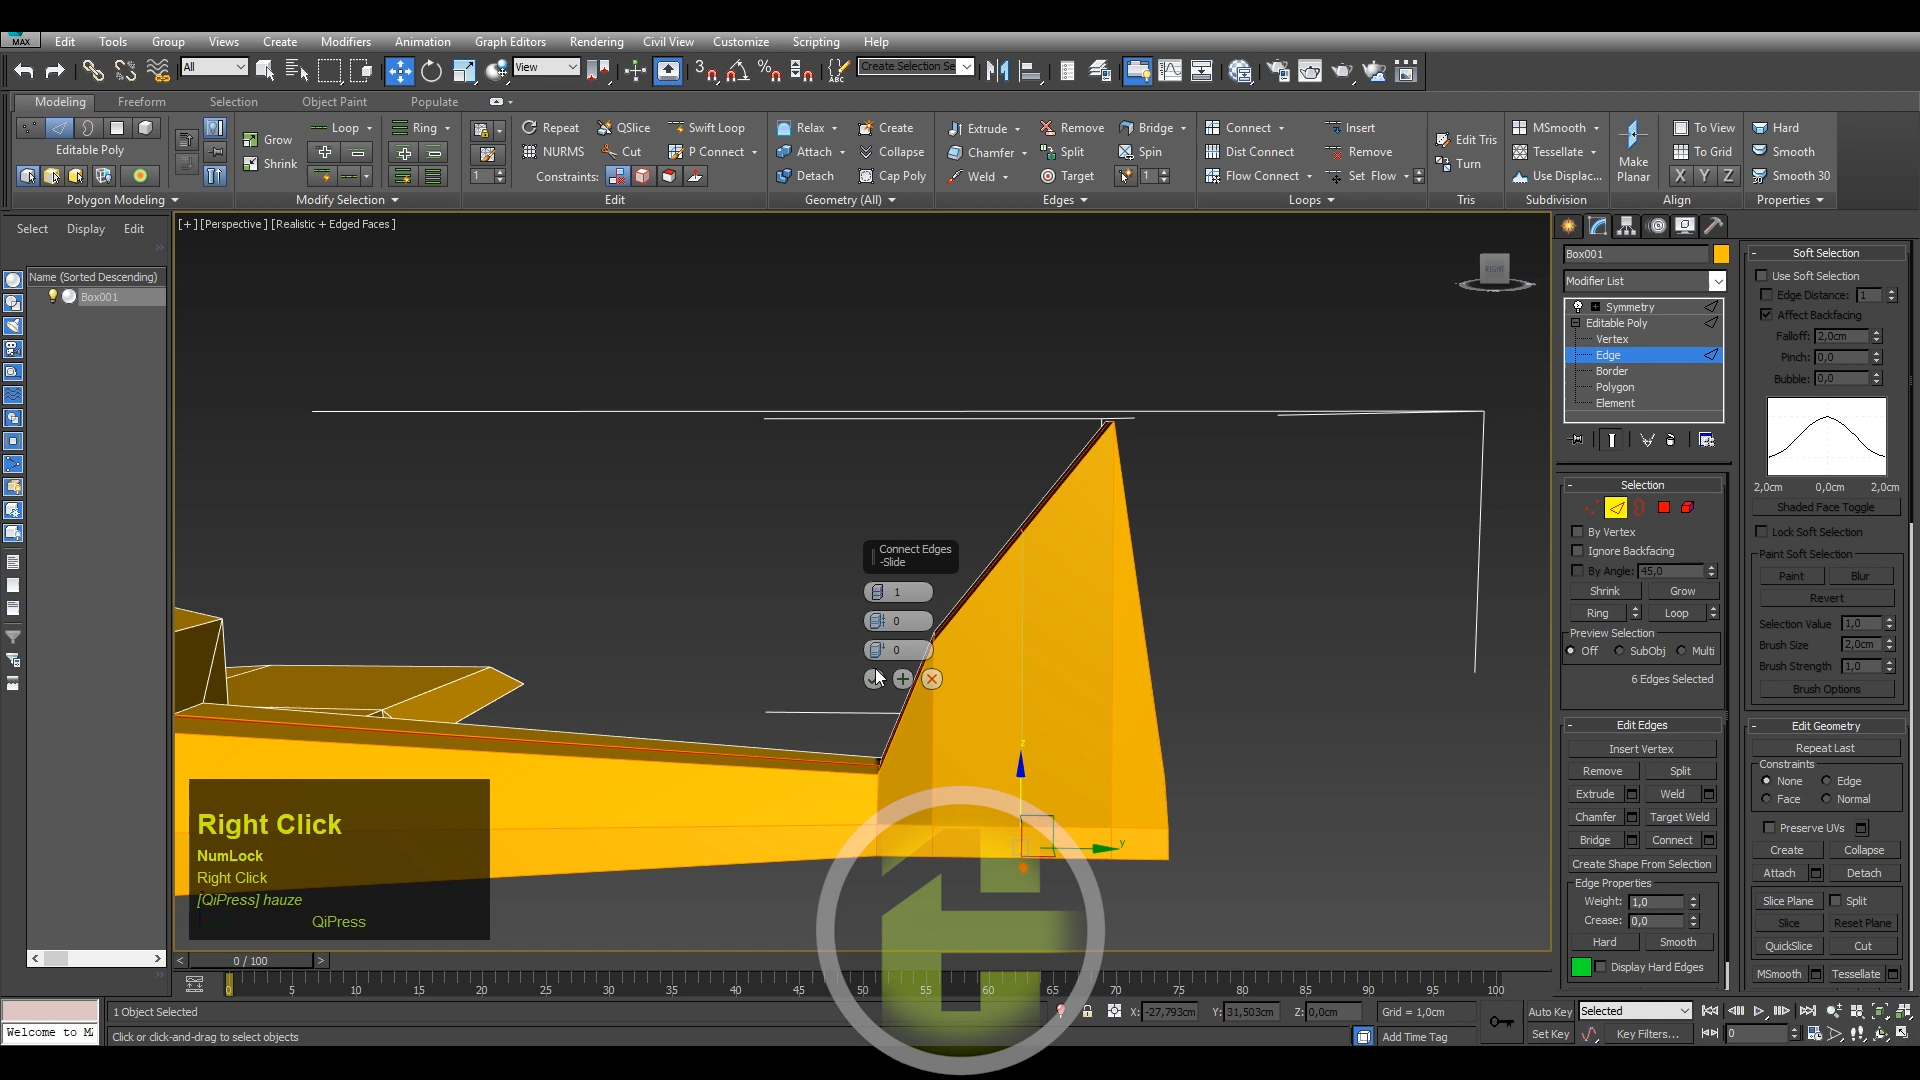 MAX Edit Tools Group Views Create Modifiers Animation Graph Editors Rendering Civil View Customize Scripting Help
All View Create Selection Se
Modeling Freeform Selection Object Paint Populate
Grow Loop Ring Repeat QSlice Swift Loop Relax Create Extrude Remove Bridge Connect Insert MSmooth To View Hard
Edit Tris
Editable Poly Shrink NURMS Cut P Connect Attach Collapse Chamfer Split Spin Dist Connect Remove Turn Tessellate Make Planar To Grid Smooth
1 Constraints: Detach Cap Poly Weld Target 1 Flow Connect Set Flow Use Displac... X Y Z Smooth 30
Polygon Modeling Modify Selection Edit Geometry (All) Edges Loops Tris Subdivision Align Properties
Select Display Edit
[+] [Perspective] [Realistic + Edged Faces]
Name (Sorted Descending)
Box001
RIGHT
Connect Edges
-Slide
1
0
0
z
y
Right Click
NumLock
Right Click
[QiPress] hauze
QiPress
Box001
Modifier List
Symmetry
Editable Poly
Vertex
Edge
Border
Polygon
Element
Selection
By Vertex
Ignore Backfacing
By Angle: 45,0
Shrink Grow
Ring Loop
Preview Selection
Off SubObj Multi
6 Edges Selected
Edit Edges
Insert Vertex
Remove Split
Extrude Weld
Chamfer Target Weld
Bridge Connect
Create Shape From Selection
Edge Properties
Weight: 1,0
Crease: 0,0
Hard Smooth
Display Hard Edges
Soft Selection
Use Soft Selection
Edge Distance: 1
Affect Backfacing
Falloff: 2,0cm
Pinch: 0,0
Bubble: 0,0
2,0cm 0,0cm 2,0cm
Shaded Face Toggle
Lock Soft Selection
Paint Soft Selection
Paint Blur
Revert
Selection Value 1,0
Brush Size 2,0cm
Brush Strength 1,0
Brush Options
Edit Geometry
Repeat Last
Constraints
None Edge
Face Normal
Preserve UVs
Create Collapse
Attach Detach
Slice Plane Split
Slice Reset Plane
QuickSlice Cut
MSmooth Tessellate
0 / 100
0 5 10 15 20 25 30 35 40 45 50 55 60 65 70 75 80 85 90 95 100
1 Object Selected X: -27,793cm Y: 31,503cm Z: 0,0cm Grid = 1,0cm Auto Key Selected
Welcome to M Click or click-and-drag to select objects Add Time Tag Set Key Key Filters... 0